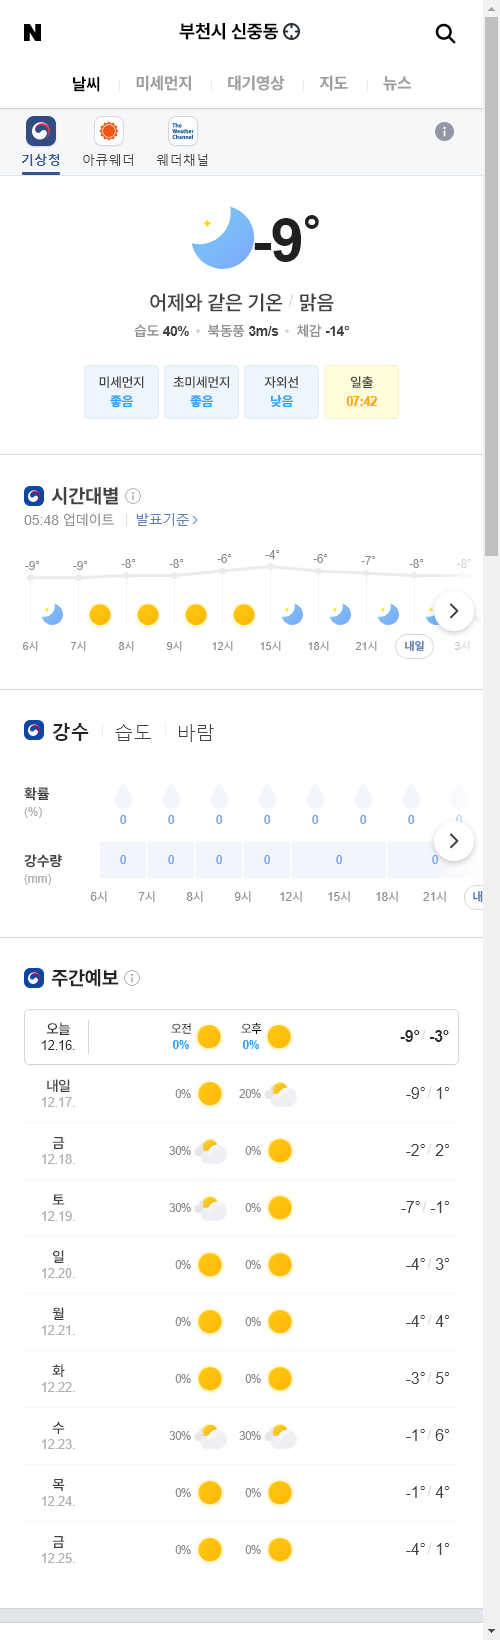 N
부천시 신중동
날씨 미세먼지 대기영상 지도 뉴스
The Weather Channel
기상청 아큐웨더 웨더채널
-9°
어제와 같은 기온 / 맑음
습도 40% 북동풍 3m/s 체감 -14°
미세먼지 초미세먼지 자외선 일출
좋음 좋음 낮음 07:42
시간대별
05:48 업데이트 발표기준
-9° -9° -8° -8° -6° -4° -6° -7° -8° -8°
6시 7시 8시 9시 12시 15시 18시 21시 내일 3시
강수 습도 바람
확률
(%)
0 0 0 0 0 0 0 0
강수량
(mm)
0 0 0 0 0 0
6시 7시 8시 9시 12시 15시 18시 21시 내
주간예보
오늘 12.16. 오전 0% 오후 0% -9° / -3°
내일 12.17. 0% 20% -9° / 1°
금 12.18. 30% 0% -2° / 2°
토 12.19. 30% 0% -7° / -1°
일 12.20. 0% 0% -4° / 3°
월 12.21. 0% 0% -4° / 4°
화 12.22. 0% 0% -3° / 5°
수 12.23. 30% 30% -1° / 6°
목 12.24. 0% 0% -1° / 4°
금 12.25. 0% 0% -4° / 1°